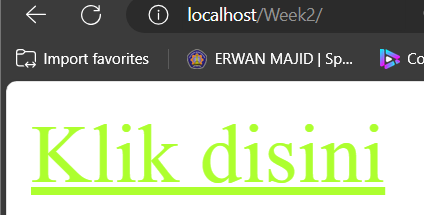 localhost/Week2/
Import favorites
ERWAN MAJID | Sp...
Co
Klik disini